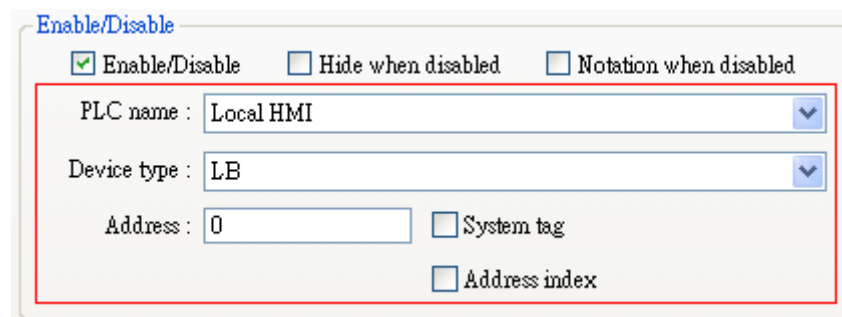 Enable/Disable
Enable/Disable Hide when disabled Notation when disabled
PLC name : Local HMI
Device type : LB
Address : 0 System tag
Address index